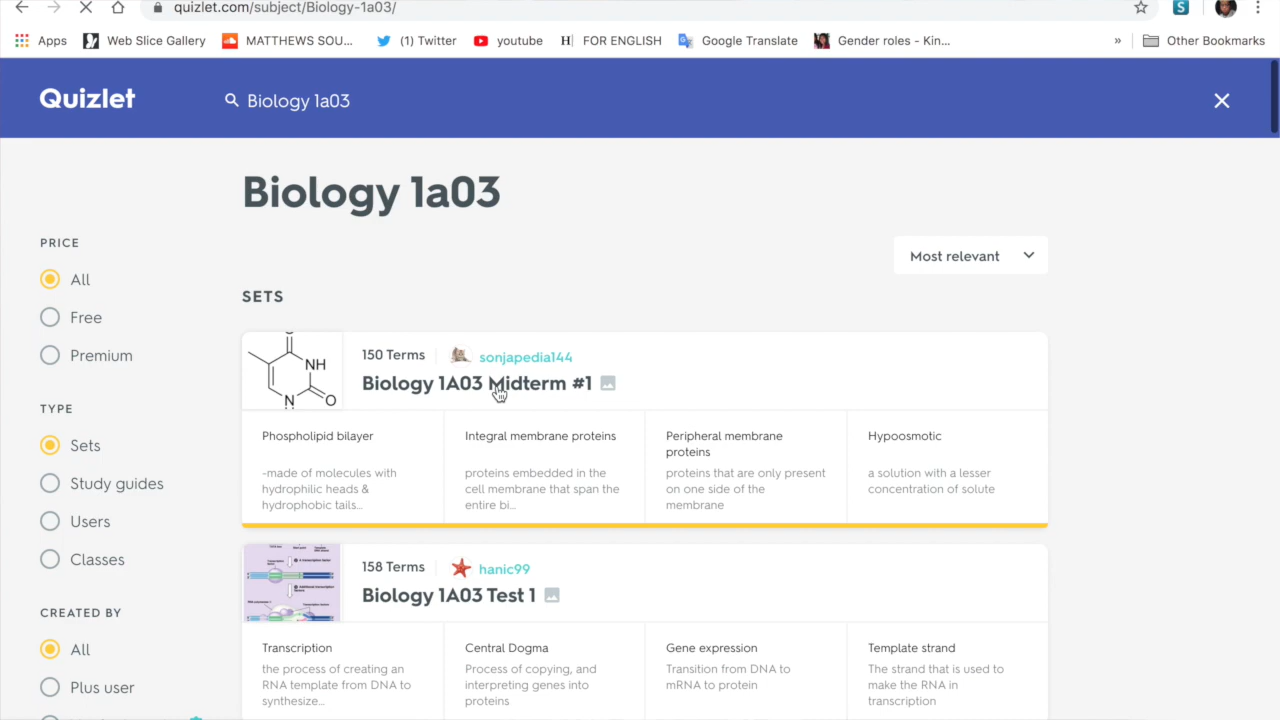 quizlet.com/subject/Biology-1a03/
S
Apps
Web Slice Gallery
MATTHEWS SOU...
(1) Twitter
youtube
H
FOR ENGLISH
Google Translate
Gender roles - Kin...
»
Other Bookmarks
Quizlet
Biology 1a03
Biology 1a03
PRICE
All
Free
Premium
Most relevant
SETS
TYPE
Sets
Study guides
Users
Classes
CREATED BY
All
Plus user
NH
N
O
150 Terms
sonjapedia144
Biology 1A03 Midterm #1
Phospholipid bilayer
-made of molecules with
hydrophilic heads &
hydrophobic tails...
Integral membrane proteins
proteins embedded in the
cell membrane that span the
entire bi...
Peripheral membrane
proteins
proteins that are only present
on one side of the
membrane
Hypoosmotic
a solution with a lesser
concentration of solute
158 Terms
hanic99
Biology 1A03 Test 1
Transcription
the process of creating an
RNA template from DNA to
synthesize...
Central Dogma
Process of copying, and
interpreting genes into
proteins
Gene expression
Transition from DNA to
mRNA to protein
Template strand
The strand that is used to
make the RNA in
transcription